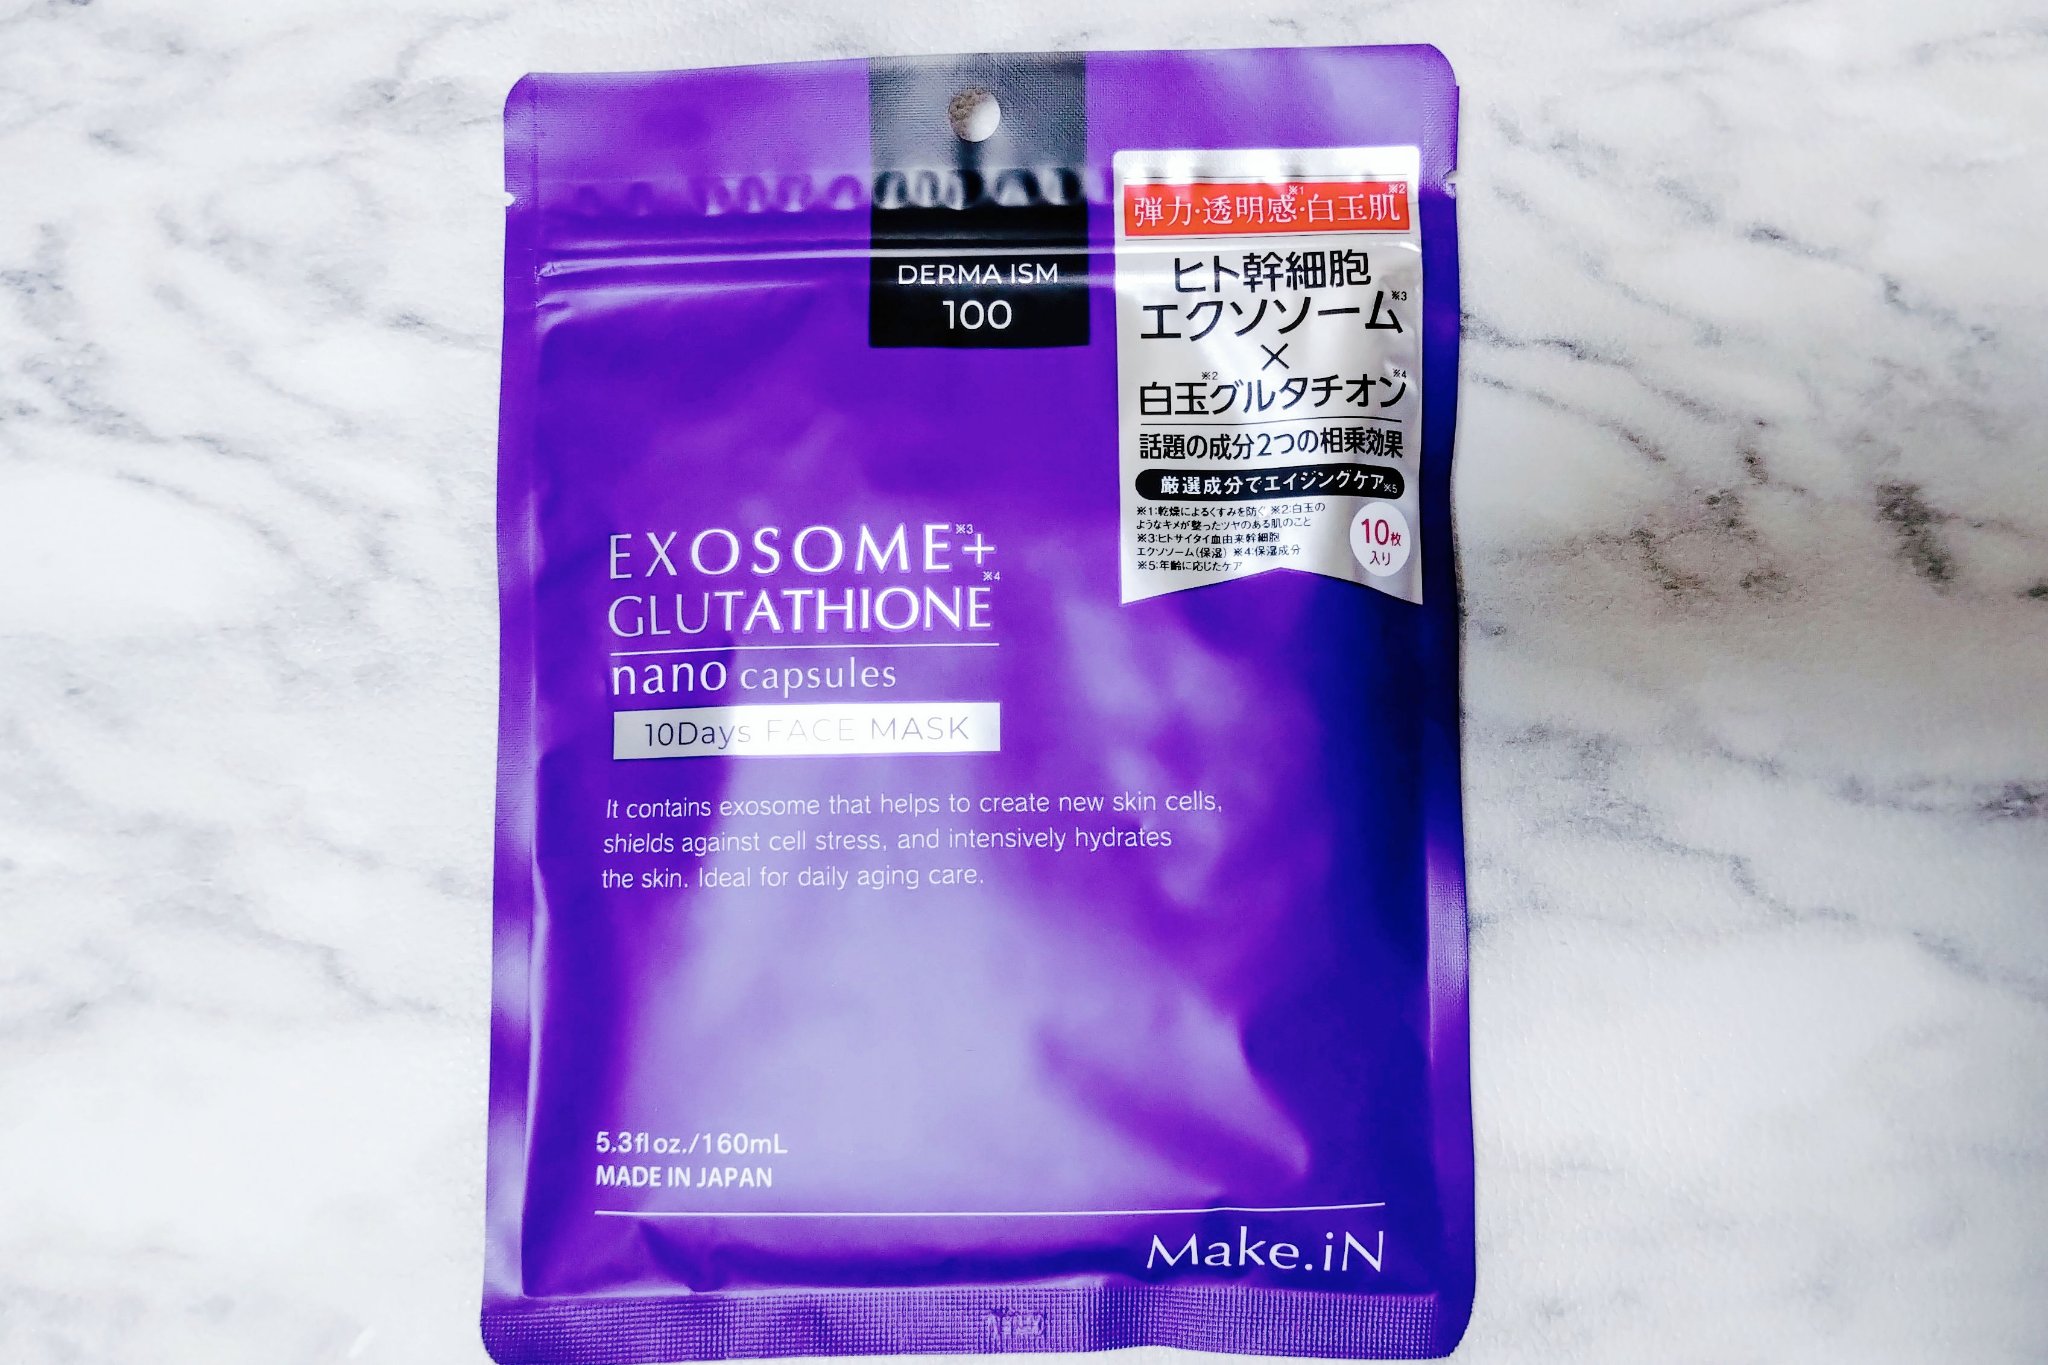 DERMA ISM
100
弾力·透明感※1·白玉肌※2
ヒト幹細胞
エクソソーム※3
×
白玉※2グルタチオン※4
話題の成分2つの相乗効果
厳選成分でエイジングケア※5
※1:乾燥によるくすみを防ぐ ※2:白玉の
ようなキメが整ったツヤのある肌のこと
※3:ヒトサイタイ血由来幹細胞
エクソソーム(保湿) ※4:保湿成分
※5:年齢に応じたケア
10枚
入り
EXOSOME※3+
GLUTATHIONE※4
nano capsules
10Days FACE MASK
It contains exosome that helps to create new skin cells,
shields against cell stress, and intensively hydrates
the skin. Ideal for daily aging care.
5.3fl oz./160mL
MADE IN JAPAN
Make.iN